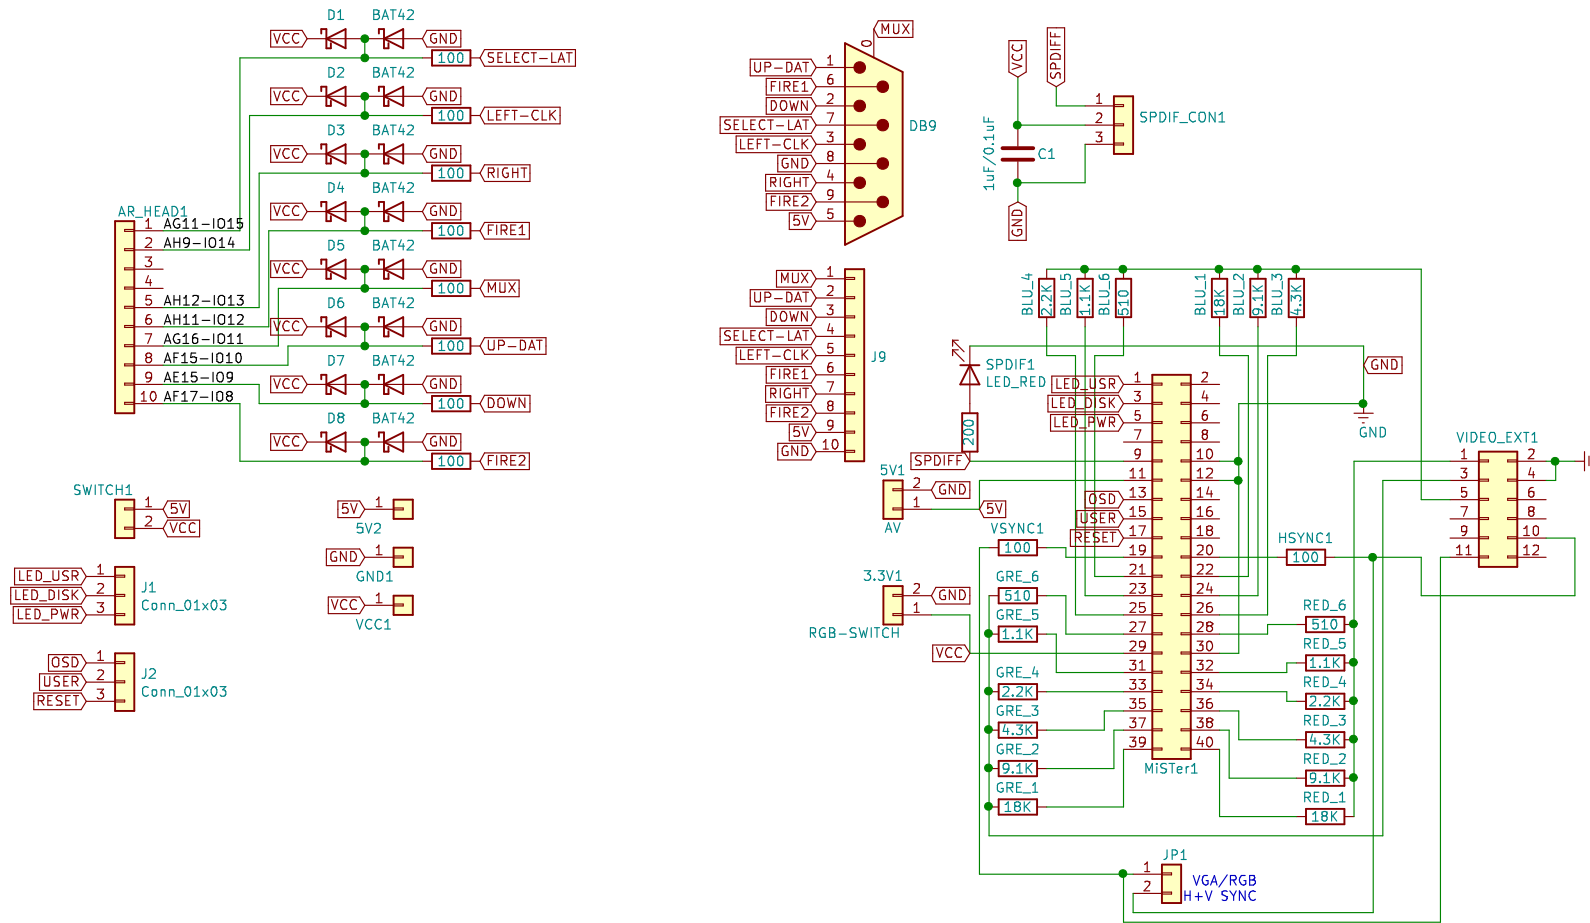 D1 BAT42
VCC GND
100 SELECT-LAT
D2 BAT42
VCC GND
100 LEFT-CLK
D3 BAT42
VCC GND
100 RIGHT
D4 BAT42
VCC GND
100 FIRE1
D5 BAT42
VCC GND
100 MUX
D6 BAT42
VCC GND
100 UP-DAT
D7 BAT42
VCC GND
100 DOWN
D8 BAT42
VCC GND
100 FIRE2
AR_HEAD1
1 AG11-IO15
2 AH9-IO14
3
4
5 AH12-IO13
6 AH11-IO12
7 AG16-IO11
8 AF15-IO10
9 AE15-IO9
10 AF17-IO8
SWITCH1
1 5V
2 VCC
LED_USR 1
LED_DISK 2
LED_PWR 3
J1
Conn_01x03
OSD 1
USER 2
RESET 3
J2
Conn_01x03
5V 1
5V2
GND 1
GND1
VCC 1
VCC1
MUX
0
UP-DAT 1
FIRE1 6
DOWN 2
SELECT-LAT 7
LEFT-CLK 3
GND 8
RIGHT 4
FIRE2 9
5V 5
DB9
MUX 1
UP-DAT 2
DOWN 3
SELECT-LAT 4
LEFT-CLK 5
FIRE1 6
RIGHT 7
FIRE2 8
5V 9
GND 10
J9
VCC
SPDIFF
1
2
3
SPDIF_CON1
1uF/0.1uF
C1
GND
BLU_4 2.2K
BLU_5 1.1K
BLU_6 510
BLU_1 18K
BLU_2 9.1K
BLU_3 4.3K
SPDIF1
LED_RED
200
SPDIFF
GND
GND
5V1
2 GND
1 5V
AV
3.3V1
2 GND
1
RGB-SWITCH
VCC
LED_USR 1 2
LED_DISK 3 4
LED_PWR 5 6
7 8
9 10
11 12
OSD 13 14
USER 15 16
RESET 17 18
19 20
21 22
23 24
25 26
27 28
29 30
31 32
33 34
35 36
37 38
39 40
MiSTer1
VSYNC1
100
GRE_6
510
GRE_5
1.1K
GRE_4
2.2K
GRE_3
4.3K
GRE_2
9.1K
GRE_1
18K
HSYNC1
100
RED_6
510
RED_5
1.1K
RED_4
2.2K
RED_3
4.3K
RED_2
9.1K
RED_1
18K
VIDEO_EXT1
1 2
3 4
5 6
7 8
9 10
11 12
JP1
1
2
VGA/RGB
H+V SYNC